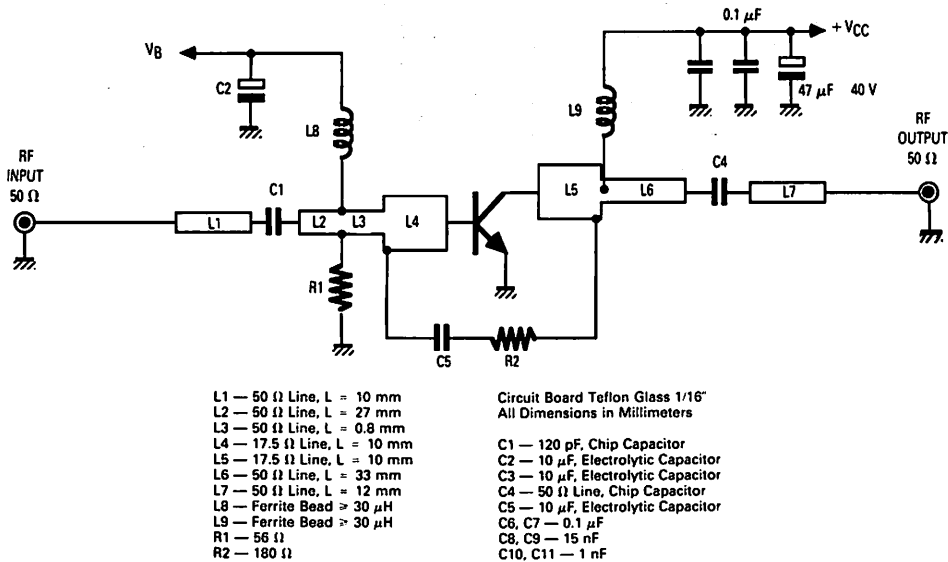 0.1 μF
+ VCC
VB
C2
47 μF 40 V
L8
L9
RF
INPUT
50 Ω
RF
OUTPUT
50 Ω
C1
C4
L1
L2
L3
L4
L5
L6
L7
R1
C5
R2
L1 — 50 Ω Line, L = 10 mm
L2 — 50 Ω Line, L = 27 mm
L3 — 50 Ω Line, L = 0.8 mm
L4 — 17.5 Ω Line, L = 10 mm
L5 — 17.5 Ω Line, L = 10 mm
L6 — 50 Ω Line, L = 33 mm
L7 — 50 Ω Line, L = 12 mm
L8 — Ferrite Bead ≥ 30 μH
L9 — Ferrite Bead ≥ 30 μH
R1 — 56 Ω
R2 — 180 Ω
Circuit Board Teflon Glass 1/16"
All Dimensions in Millimeters
C1 — 120 pF, Chip Capacitor
C2 — 10 μF, Electrolytic Capacitor
C3 — 10 μF, Electrolytic Capacitor
C4 — 50 Ω Line, Chip Capacitor
C5 — 10 μF, Electrolytic Capacitor
C6, C7 — 0.1 μF
C8, C9 — 15 nF
C10, C11 — 1 nF